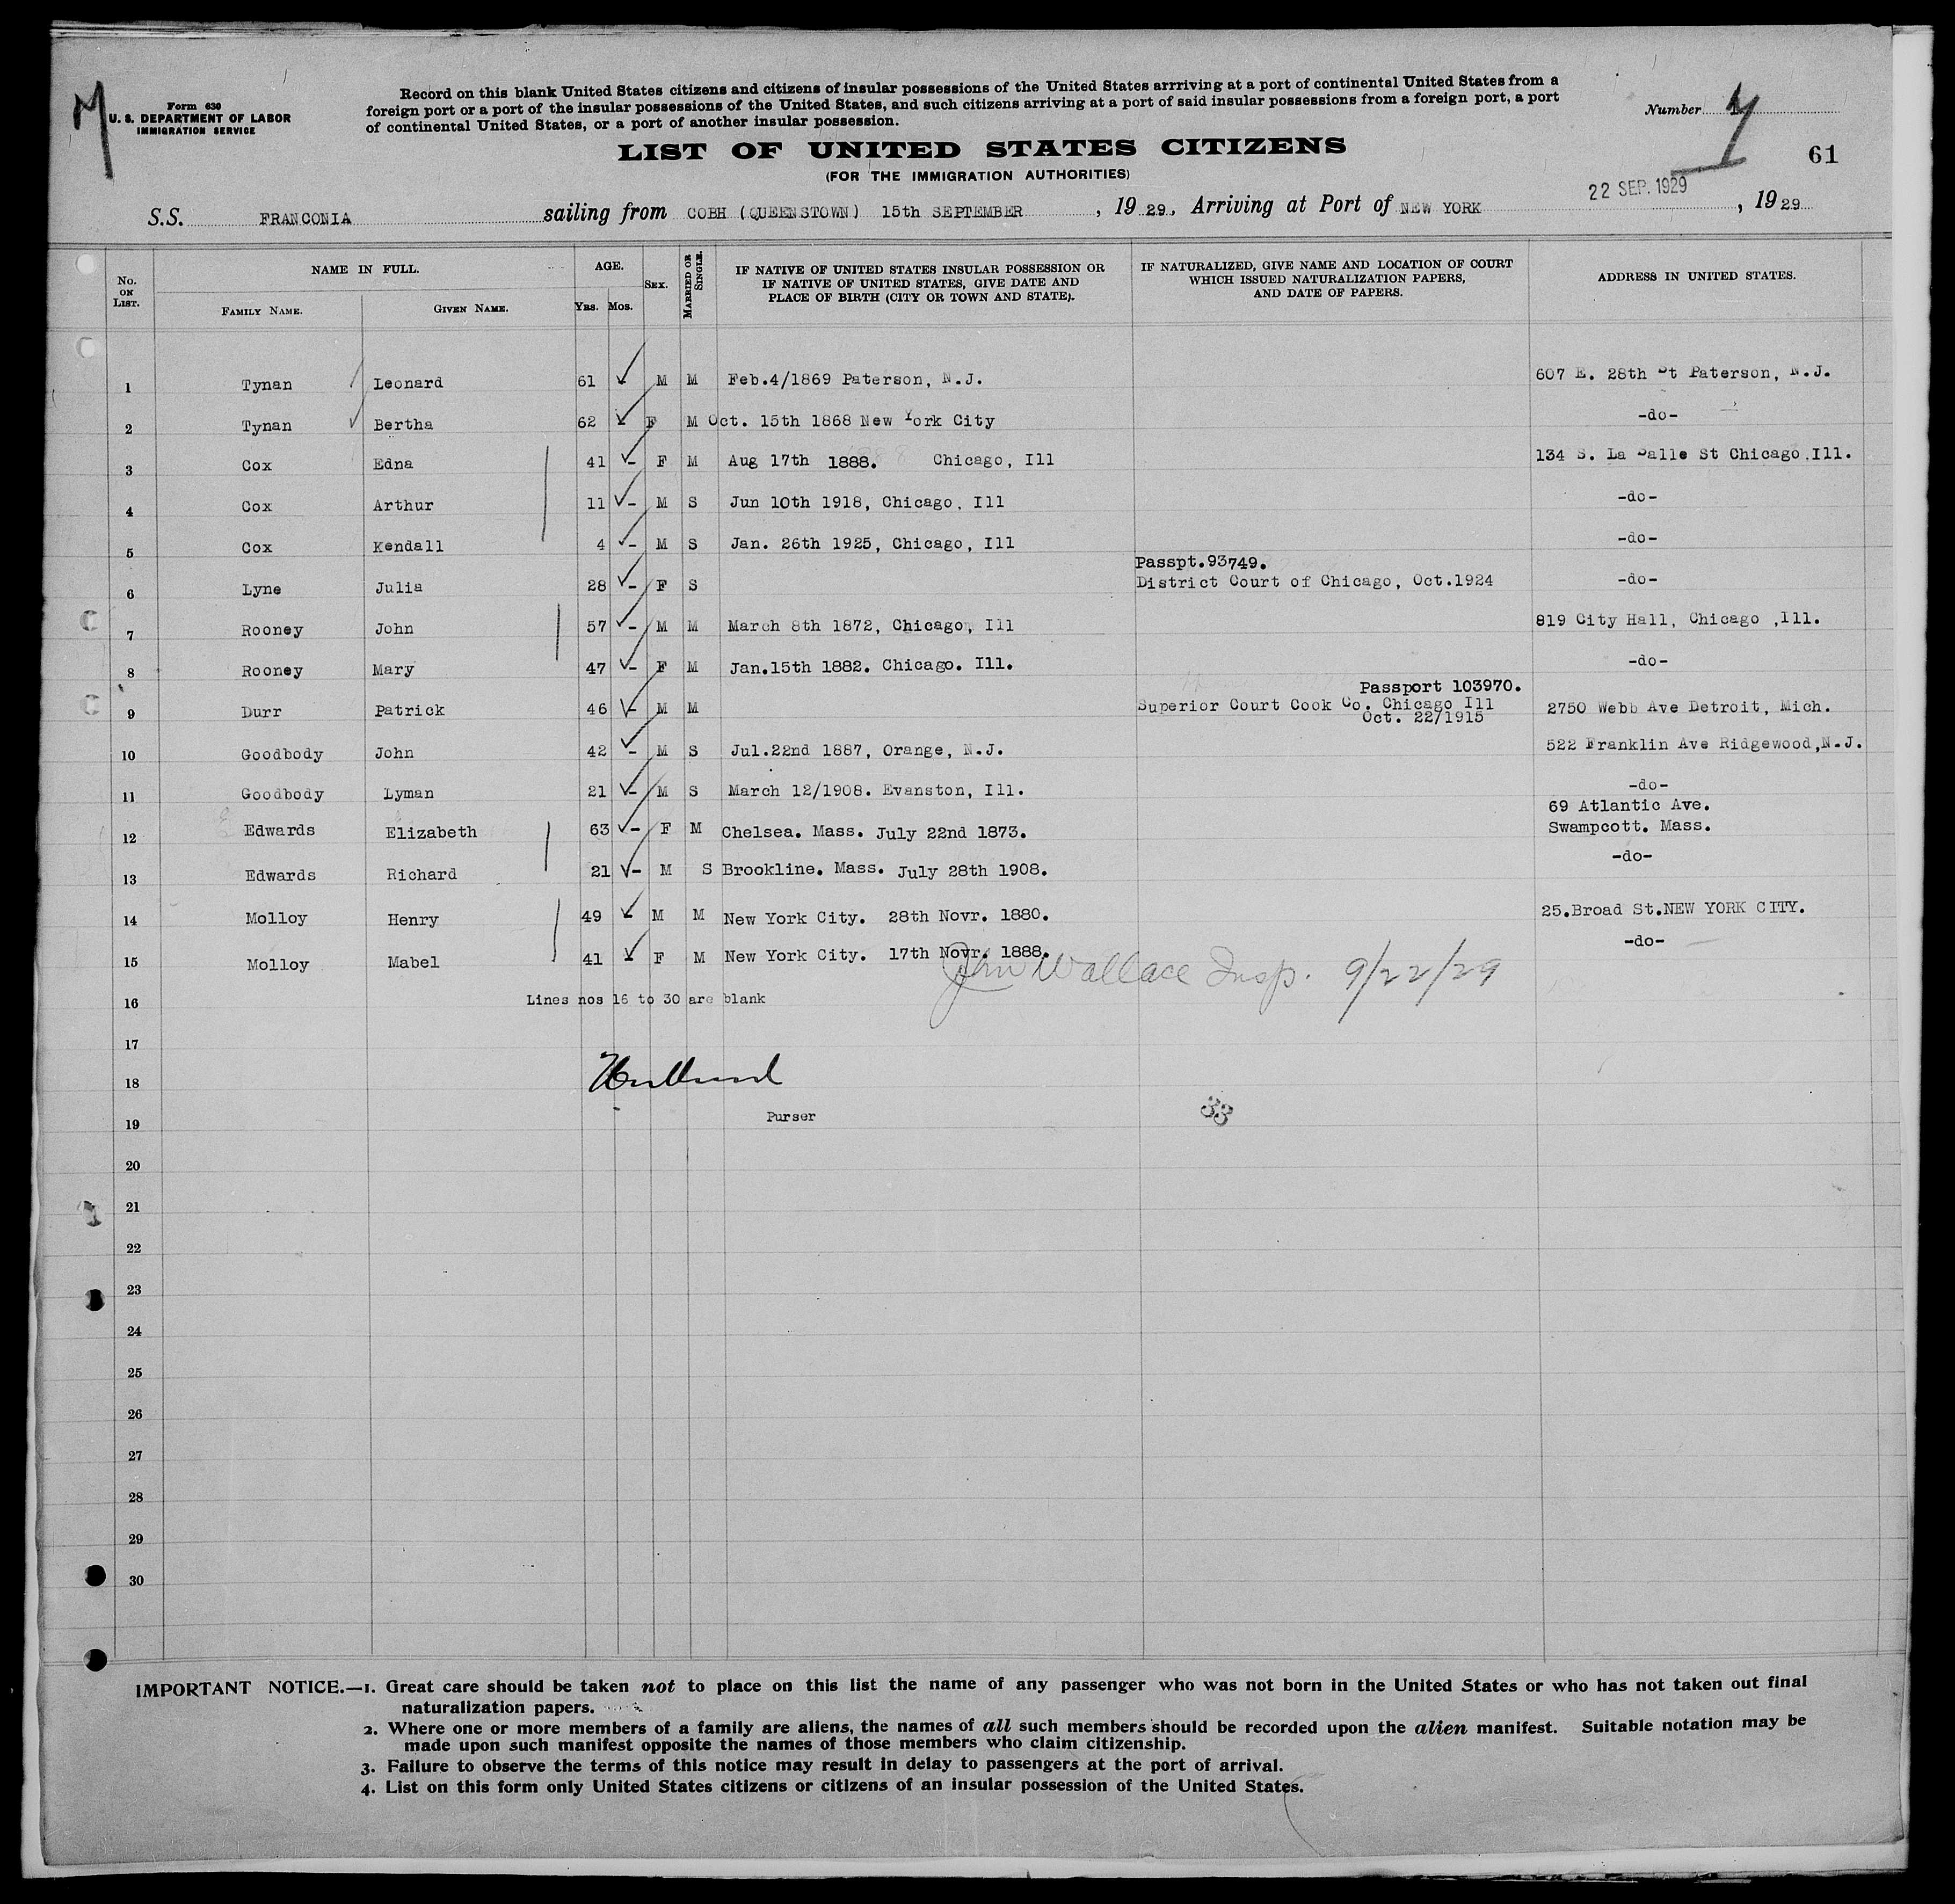 Form 630
U. S. DEPARTMENT OF LABOR
IMMIGRATION SERVICE
Record on this blank United States citizens and citizens of insular possessions of the United States arrriving at a port of continental United States from a
foreign port or a port of the insular possessions of the United States, and such citizens arriving at a port of said insular possessions from a foreign port, a port
of continental United States, or a port of another insular possession.
Number
61
LIST OF UNITED STATES CITIZENS
(FOR THE IMMIGRATION AUTHORITIES)
22 SEP. 1929
S.S. FRANCONIA sailing from COBH (QUEENSTOWN) 15th SEPTEMBER, 1929, Arriving at Port of NEW YORK, 1929
No. ON LIST. NAME IN FULL. AGE. SEX. MARRIED OR SINGLE. IF NATIVE OF UNITED STATES INSULAR POSSESSION OR IF NATIVE OF UNITED STATES, GIVE DATE AND PLACE OF BIRTH (CITY OR TOWN AND STATE). IF NATURALIZED, GIVE NAME AND LOCATION OF COURT WHICH ISSUED NATURALIZATION PAPERS, AND DATE OF PAPERS. ADDRESS IN UNITED STATES.
FAMILY NAME. GIVEN NAME. YRS. MOS.
1 Tynan Leonard 61 M M Feb.4/1869 Paterson, N.J. 607 E. 28th St Paterson, N.J.
2 Tynan Bertha 62 F M Oct. 15th 1868 New York City -do-
3 Cox Edna 41 - F M Aug 17th 1888. Chicago, Ill 134 S. La Salle St Chicago.Ill.
4 Cox Arthur 11 - M S Jun 10th 1918, Chicago, Ill -do-
5 Cox Kendall 4 - M S Jan. 26th 1925, Chicago, Ill -do-
Passpt.93749.
6 Lyne Julia 28 - F S District Court of Chicago, Oct.1924 -do-
7 Rooney John 57 - M M March 8th 1872, Chicago, Ill 819 City Hall, Chicago ,Ill.
8 Rooney Mary 47 - F M Jan.15th 1882. Chicago. Ill. -do-
Passport 103970.
9 Durr Patrick 46 - M M Superior Court Cook Co. Chicago Ill 2750 Webb Ave Detroit, Mich.
Oct. 22/1915
10 Goodbody John 42 - M S Jul.22nd 1887, Orange, N.J. 522 Franklin Ave Ridgewood,N.J.
11 Goodbody Lyman 21 - M S March 12/1908. Evanston, Ill. -do-
69 Atlantic Ave.
12 Edwards Elizabeth 63 - F M Chelsea. Mass. July 22nd 1873. Swampcott. Mass.
13 Edwards Richard 21 - M S Brookline. Mass. July 28th 1908. -do-
14 Molloy Henry 49 - M M New York City. 28th Novr. 1880. 25.Broad St.NEW YORK CITY.
15 Molloy Mabel 41 - F M New York City. 17th Novr. 1888. -do-
Jno Wallace Insp. 9/22/29
16 Lines nos 16 to 30 are blank
17
18
19 Purser 33
20
21
22
23
24
25
26
27
28
29
30
IMPORTANT NOTICE.—1. Great care should be taken not to place on this list the name of any passenger who was not born in the United States or who has not taken out final
naturalization papers.
2. Where one or more members of a family are aliens, the names of all such members should be recorded upon the alien manifest. Suitable notation may be
made upon such manifest opposite the names of those members who claim citizenship.
3. Failure to observe the terms of this notice may result in delay to passengers at the port of arrival.
4. List on this form only United States citizens or citizens of an insular possession of the United States.